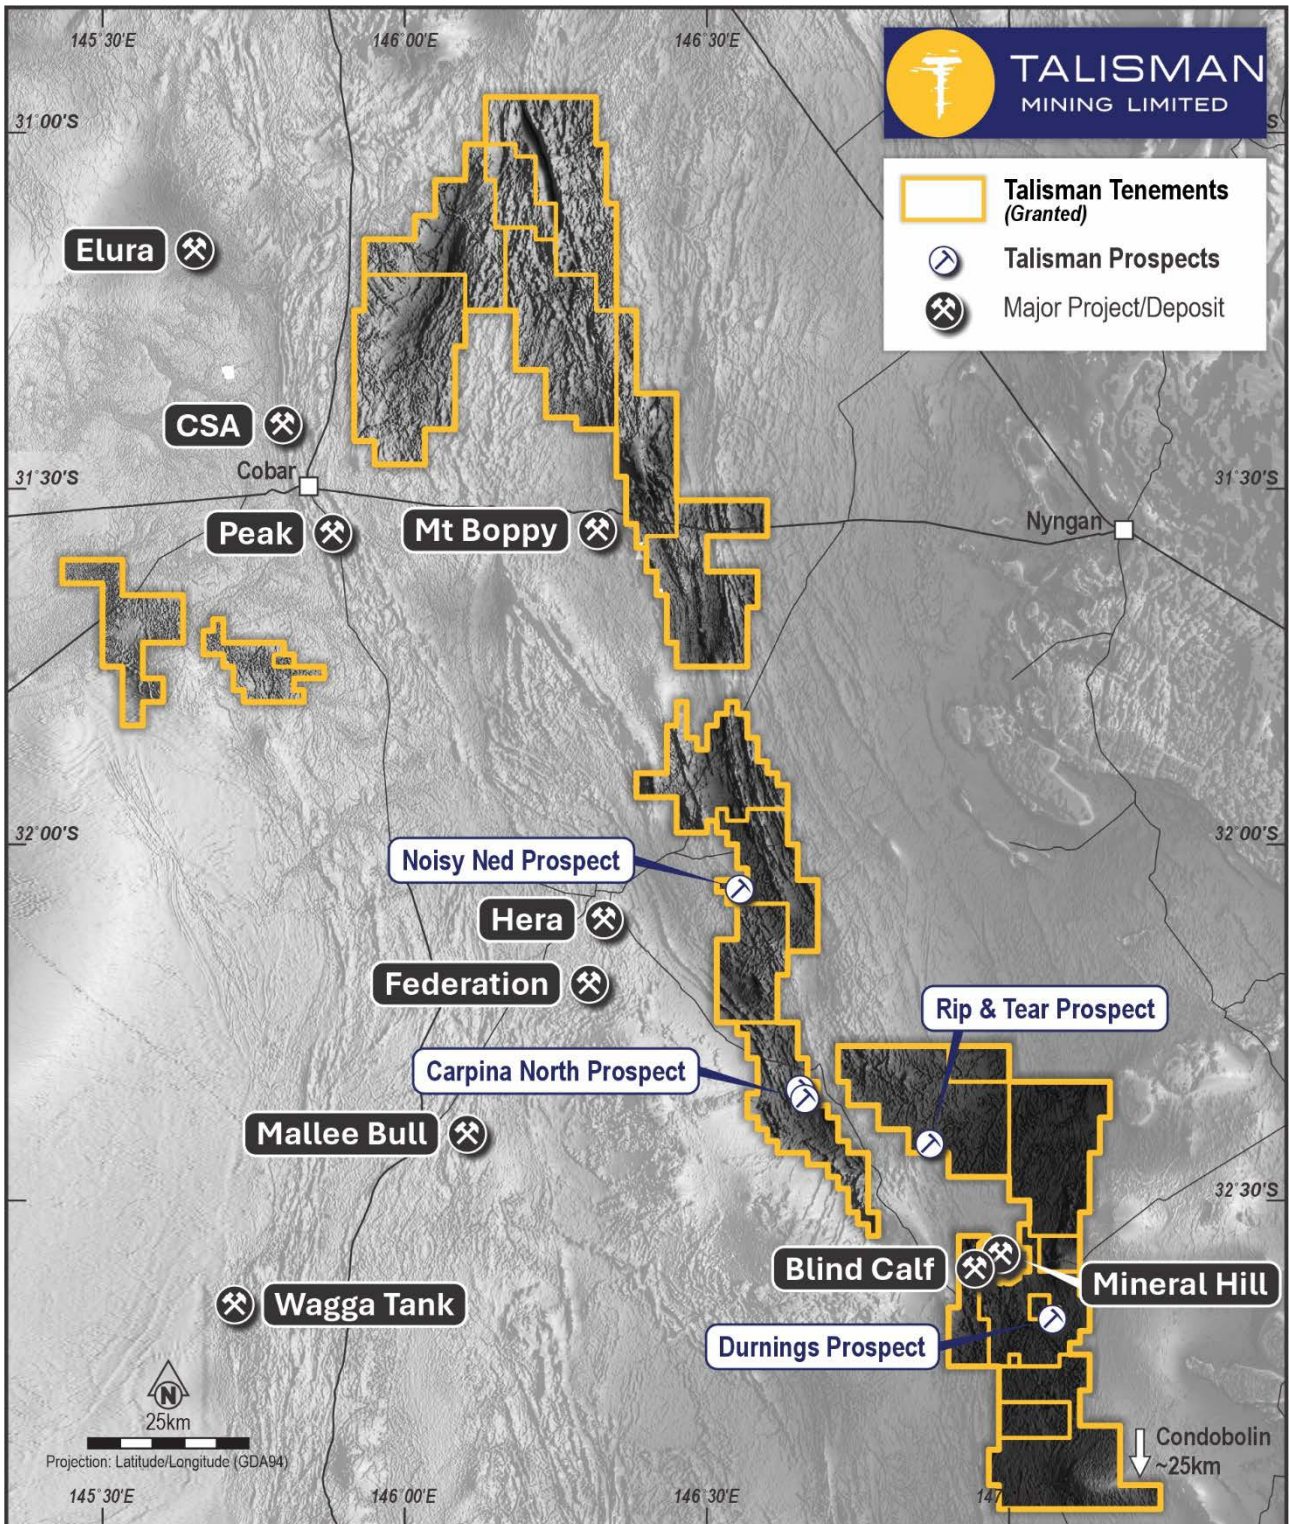 145°30'E
146°00'E
146°30'E
TALISMAN
MINING LIMITED
31°00'S
S
Talisman Tenements
(Granted)
Talisman Prospects
Major Project/Deposit
Elura
CSA
Cobar
31°30'S
31°30'S
Peak
Mt Boppy
Nyngan
32°00'S
32°00'S
Noisy Ned Prospect
Hera
Federation
Rip & Tear Prospect
Carpina North Prospect
Mallee Bull
32°30'S
Blind Calf
Mineral Hill
Wagga Tank
Durnings Prospect
N
25km
Projection: Latitude/Longitude (GDA94)
Condobolin
~25km
145°30'E
146°00'E
146°30'E
147